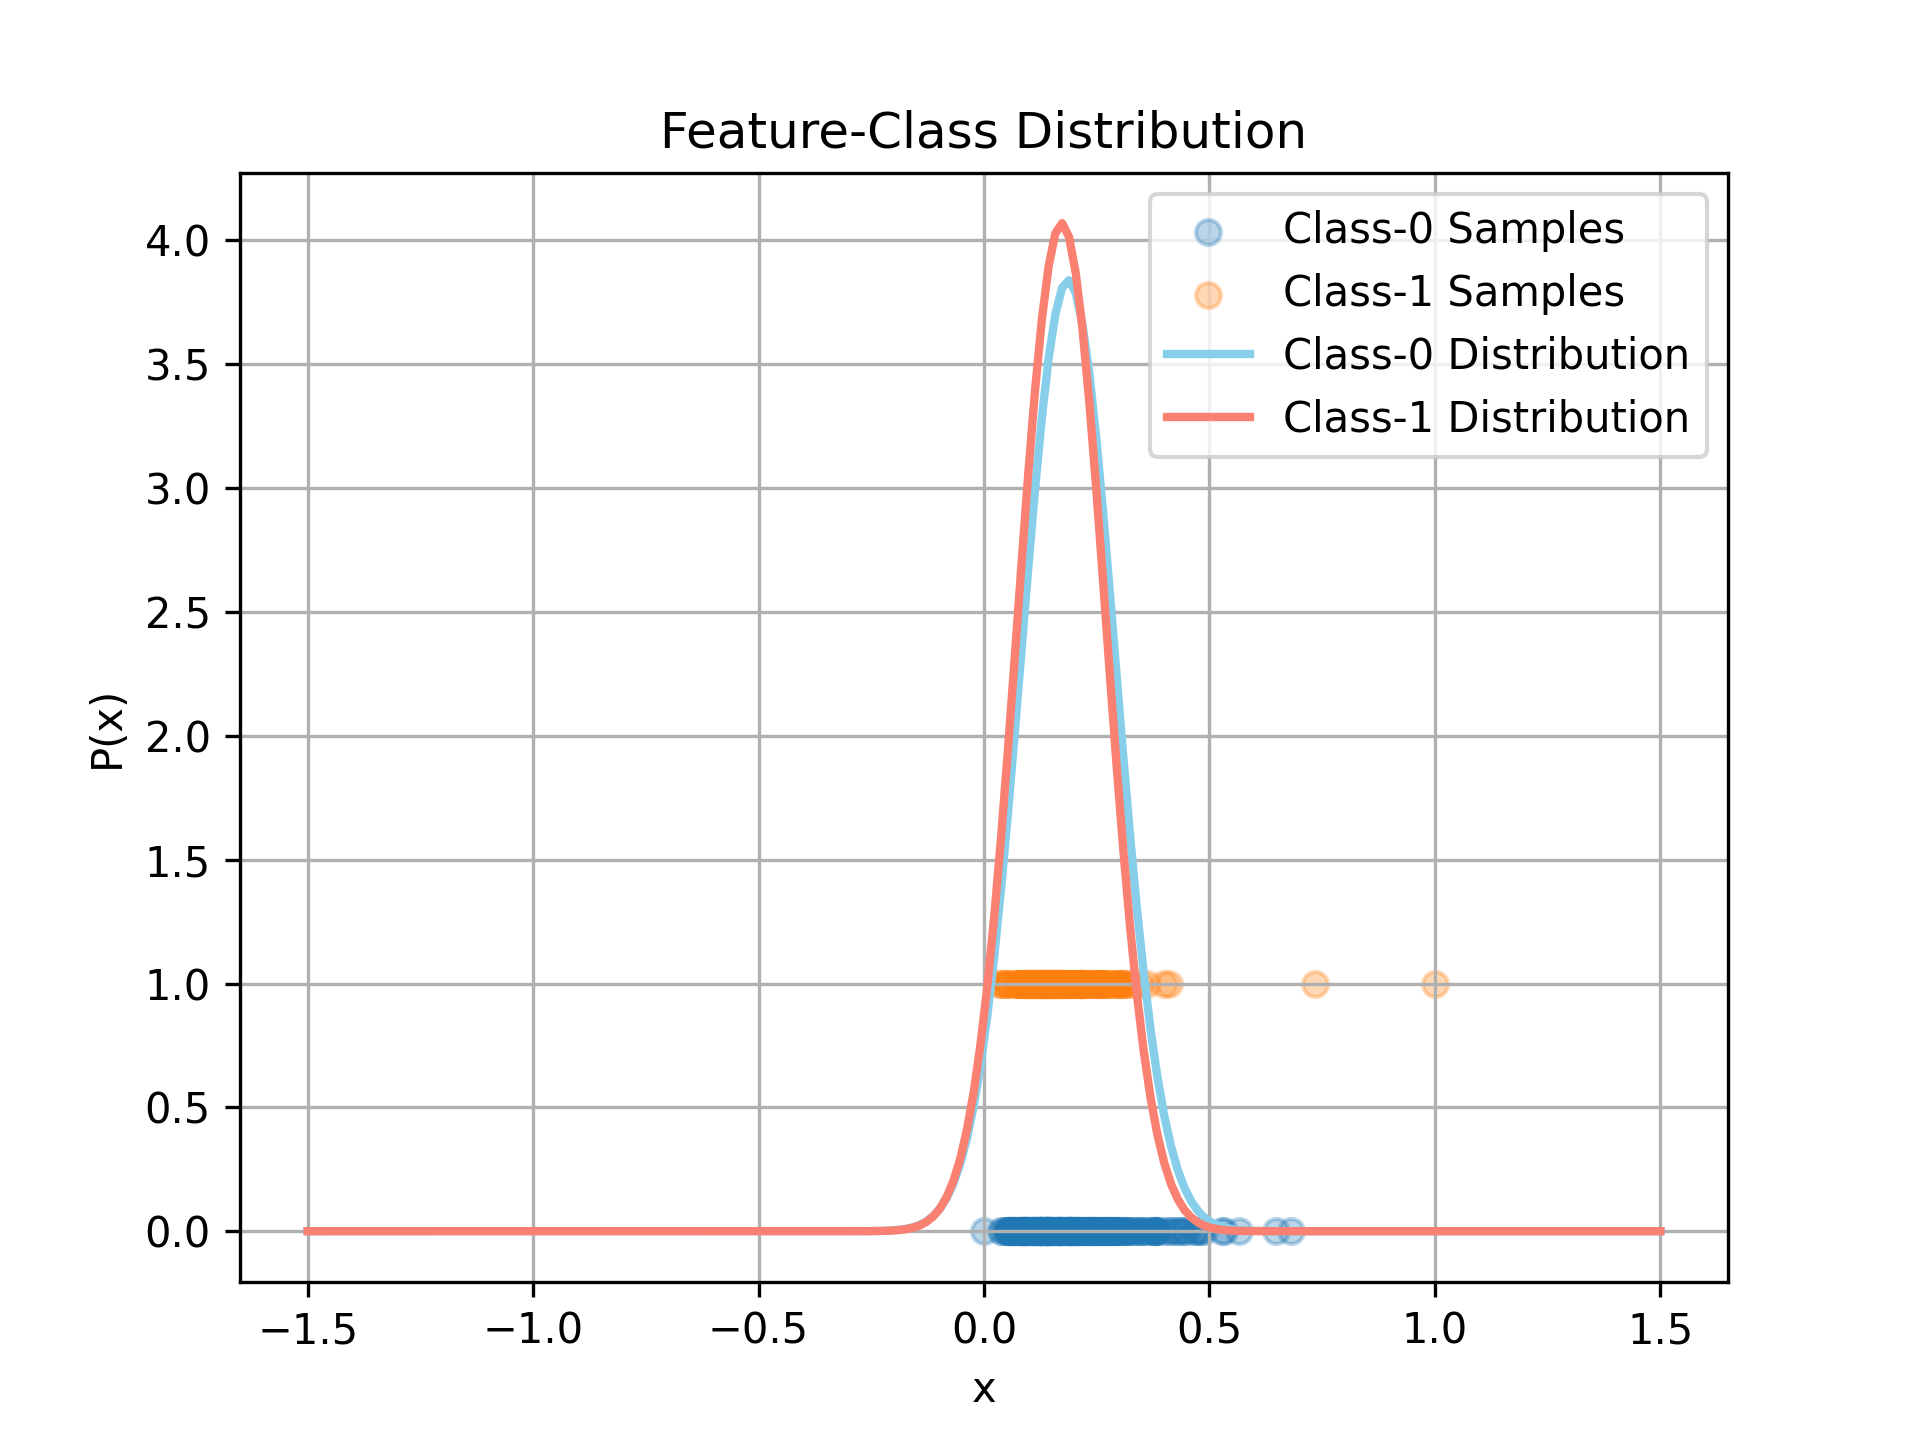 Feature-Class Distribution
Class-0 Samples
Class-1 Samples
Class-0 Distribution
Class-1 Distribution
4.0
3.5
3.0
2.5
2.0
1.5
1.0
0.5
0.0
P(x)
−1.5 −1.0 −0.5 0.0 0.5 1.0 1.5
x